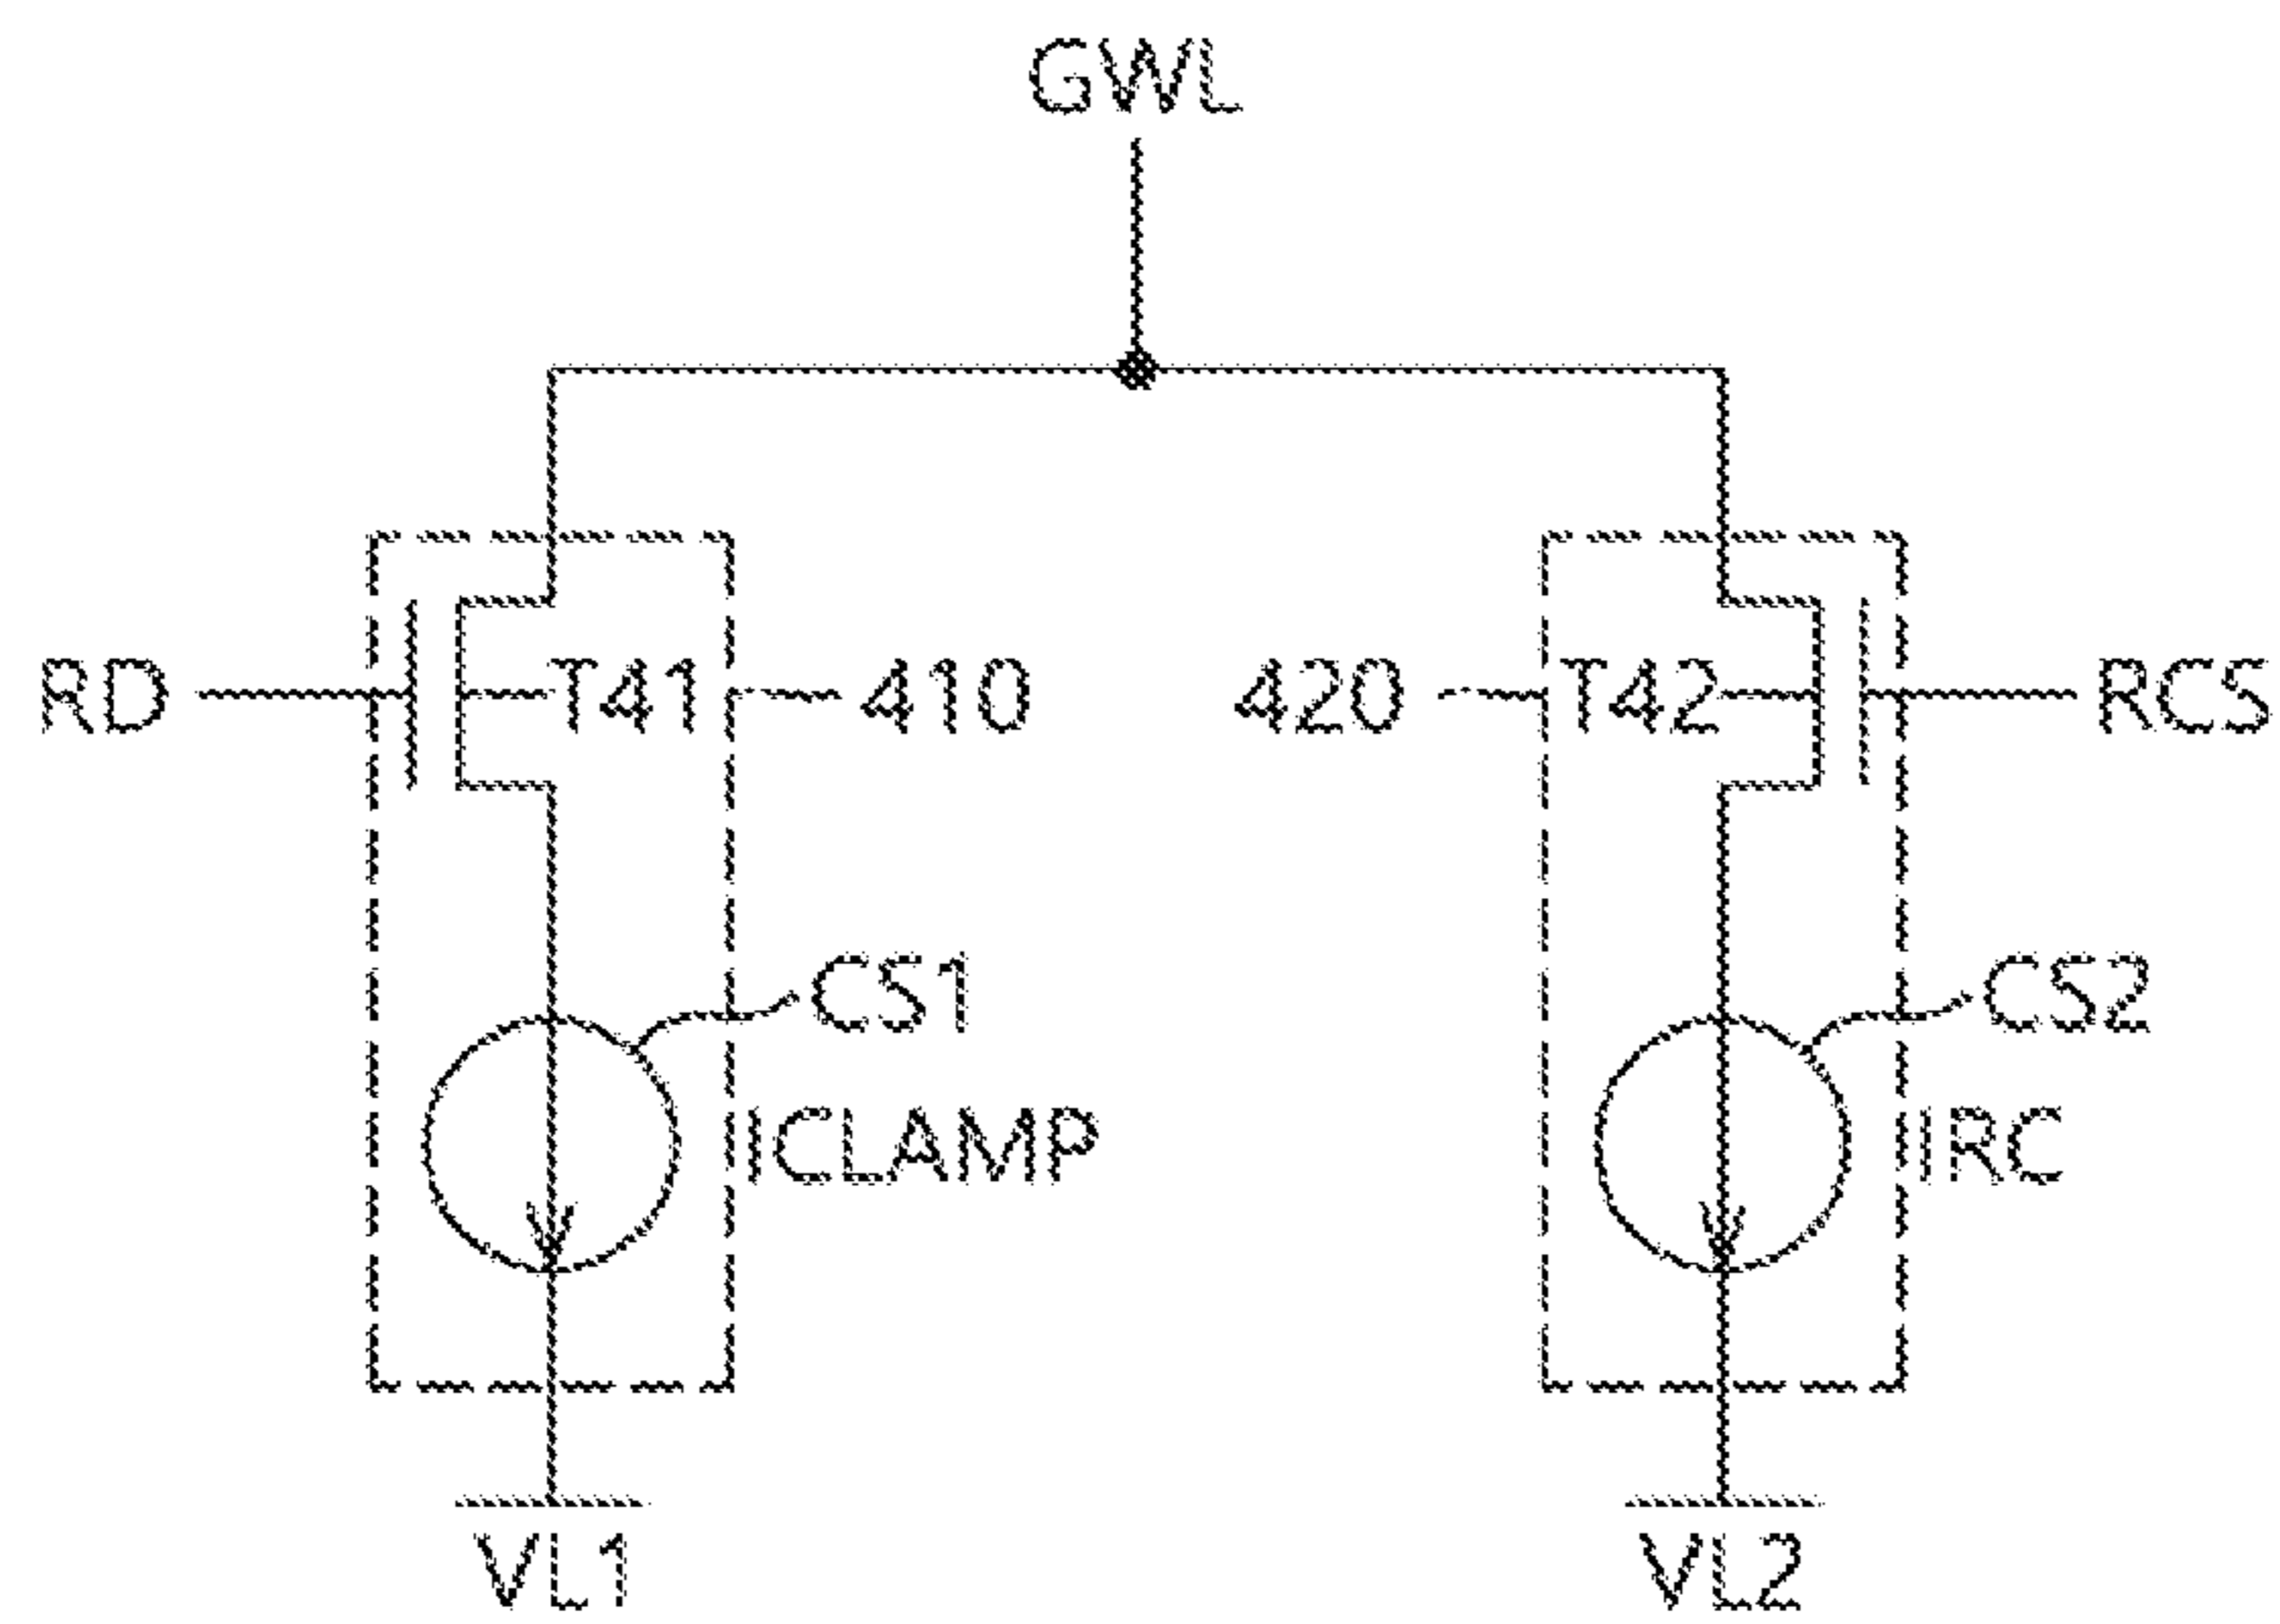 GWL
RD T41 410 420 T42 RCS
CS1 CS2
ICLAMP IRC
VL1 VL2